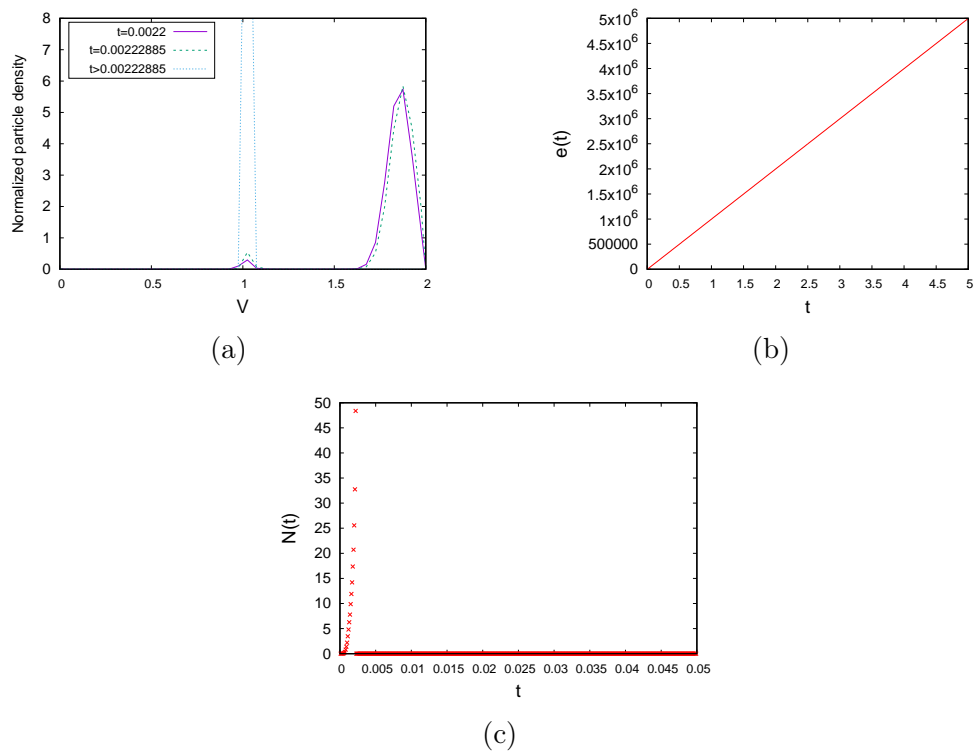 8
7
6
5
4
3
2
1
0
0 0.5 1 1.5 2
Normalized particle density
V
t=0.0022
t=0.00222885
t>0.00222885
(a)
5x10^6
4.5x10^6
4x10^6
3.5x10^6
3x10^6
2.5x10^6
2x10^6
1.5x10^6
1x10^6
500000
0
0 0.5 1 1.5 2 2.5 3 3.5 4 4.5 5
e(t)
t
(b)
50
45
40
35
30
25
20
15
10
5
0
0 0.005 0.01 0.015 0.02 0.025 0.03 0.035 0.04 0.045 0.05
N(t)
t
(c)